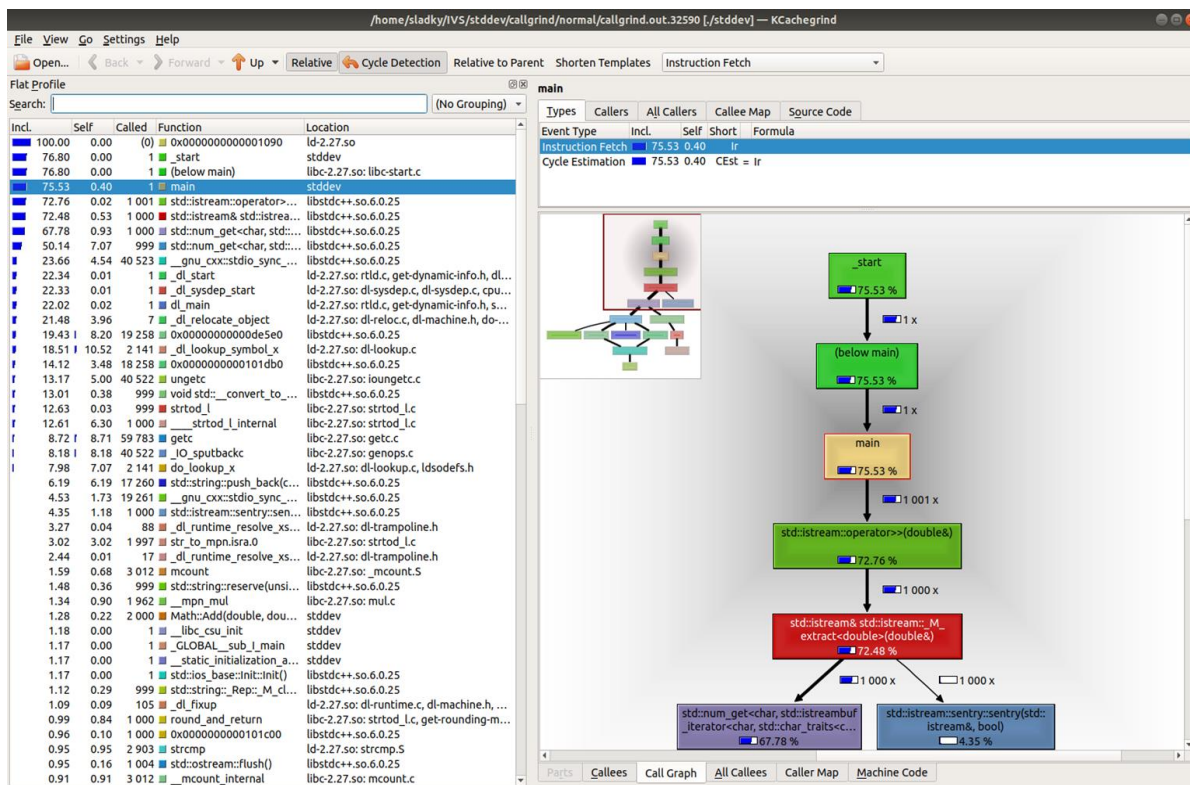 /home/sladky/IVS/stddev/callgrind/normal/callgrind.out.32590 [./stddev] — KCachegrind
File View Go Settings Help
Open... Back Forward Up Relative Cycle Detection Relative to Parent Shorten Templates Instruction Fetch
Flat Profile
Search: (No Grouping)
Incl. Self Called Function Location
100.00 0.00 (0) 0x0000000000001090 ld-2.27.so
76.80 0.00 1 _start stddev
76.80 0.00 1 (below main) libc-2.27.so: libc-start.c
75.53 0.40 1 main stddev
72.76 0.02 1 001 std::istream::operator>... libstdc++.so.6.0.25
72.48 0.53 1 000 std::istream& std::istrea... libstdc++.so.6.0.25
67.78 0.93 1 000 std::num_get<char, std::... libstdc++.so.6.0.25
50.14 7.07 999 std::num_get<char, std::... libstdc++.so.6.0.25
23.66 4.54 40 523 __gnu_cxx::stdio_sync_... libstdc++.so.6.0.25
22.34 0.01 1 _dl_start ld-2.27.so: rtld.c, get-dynamic-info.h, dl...
22.33 0.01 1 _dl_sysdep_start ld-2.27.so: dl-sysdep.c, dl-sysdep.c, cpu...
22.02 0.02 1 dl_main ld-2.27.so: rtld.c, get-dynamic-info.h, s...
21.48 3.96 7 _dl_relocate_object ld-2.27.so: dl-reloc.c, dl-machine.h, do-...
19.43 8.20 19 258 0x00000000000de5e0 libstdc++.so.6.0.25
18.51 10.52 2 141 _dl_lookup_symbol_x ld-2.27.so: dl-lookup.c
14.12 3.48 18 258 0x0000000000101db0 libstdc++.so.6.0.25
13.17 5.00 40 522 ungetc libc-2.27.so: ioungetc.c
13.01 0.38 999 void std::__convert_to_... libstdc++.so.6.0.25
12.63 0.03 999 strtod_l libc-2.27.so: strtod_l.c
12.61 6.30 1 000 ____strtod_l_internal libc-2.27.so: strtod_l.c
8.72 8.71 59 783 getc libc-2.27.so: getc.c
8.18 8.18 40 522 _IO_sputbackc libc-2.27.so: genops.c
7.98 7.07 2 141 do_lookup_x ld-2.27.so: dl-lookup.c, ldsodefs.h
6.19 6.19 17 260 std::string::push_back(c... libstdc++.so.6.0.25
4.53 1.73 19 261 __gnu_cxx::stdio_sync_... libstdc++.so.6.0.25
4.35 1.18 1 000 std::istream::sentry::sen... libstdc++.so.6.0.25
3.27 0.04 88 _dl_runtime_resolve_xs... ld-2.27.so: dl-trampoline.h
3.02 3.02 1 997 str_to_mpn.isra.0 libc-2.27.so: strtod_l.c
2.44 0.01 17 _dl_runtime_resolve_xs... ld-2.27.so: dl-trampoline.h
1.59 0.68 3 012 mcount libc-2.27.so: _mcount.S
1.48 0.36 999 std::string::reserve(unsi... libstdc++.so.6.0.25
1.34 0.90 1 962 __mpn_mul libc-2.27.so: mul.c
1.28 0.22 2 000 Math::Add(double, dou... stddev
1.18 0.00 1 __libc_csu_init stddev
1.17 0.00 1 _GLOBAL__sub_I_main stddev
1.17 0.00 1 __static_initialization_a... stddev
1.17 0.00 1 std::ios_base::Init::Init() libstdc++.so.6.0.25
1.12 0.29 999 std::string::_Rep::_M_cl... libstdc++.so.6.0.25
1.09 0.09 105 _dl_fixup ld-2.27.so: dl-runtime.c, dl-machine.h, ...
0.99 0.84 1 000 round_and_return libc-2.27.so: strtod_l.c, get-rounding-m...
0.96 0.10 1 000 0x0000000000101c00 libstdc++.so.6.0.25
0.95 0.95 2 903 strcmp ld-2.27.so: strcmp.S
0.95 0.16 1 004 std::ostream::flush() libstdc++.so.6.0.25
0.91 0.91 3 012 __mcount_internal libc-2.27.so: mcount.c
main
Types Callers All Callers Callee Map Source Code
Event Type Incl. Self Short Formula
Instruction Fetch 75.53 0.40 Ir
Cycle Estimation 75.53 0.40 CEst = Ir
_start
75.53 %
1 x
(below main)
75.53 %
1 x
main
75.53 %
1 001 x
std::istream::operator>>(double&)
72.76 %
1 000 x
std::istream& std::istream::_M_
extract<double>(double&)
72.48 %
1 000 x 1 000 x
std::num_get<char, std::istreambuf
_iterator<char, std::char_traits<c...
67.78 %
std::istream::sentry::sentry(std::
istream&, bool)
4.35 %
Parts Callees Call Graph All Callees Caller Map Machine Code